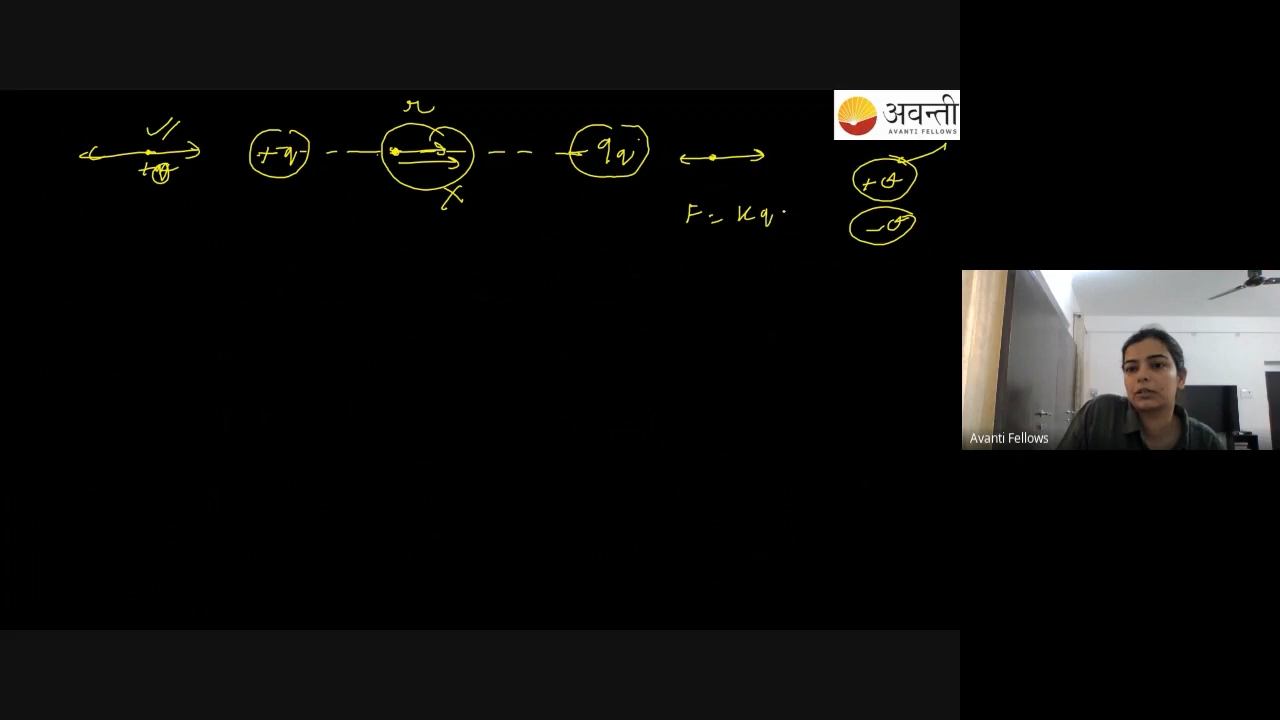 r
+Q +q -9q
x
F = Kq
+Q
-Q
अवन्ती
AVANTI FELLOWS
Avanti Fellows